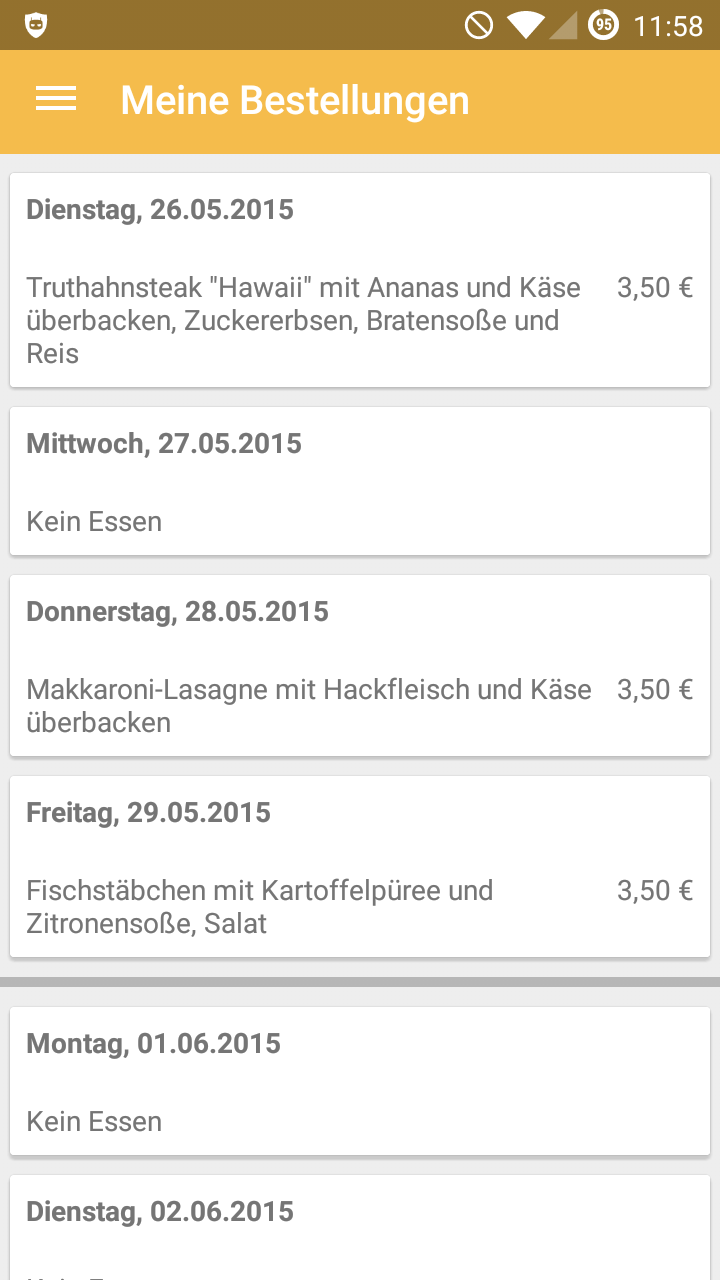 95 11:58
Meine Bestellungen
Dienstag, 26.05.2015
Truthahnsteak "Hawaii" mit Ananas und Käse 3,50 €
überbacken, Zuckererbsen, Bratensoße und
Reis
Mittwoch, 27.05.2015
Kein Essen
Donnerstag, 28.05.2015
Makkaroni-Lasagne mit Hackfleisch und Käse 3,50 €
überbacken
Freitag, 29.05.2015
Fischstäbchen mit Kartoffelpüree und 3,50 €
Zitronensoße, Salat
Montag, 01.06.2015
Kein Essen
Dienstag, 02.06.2015